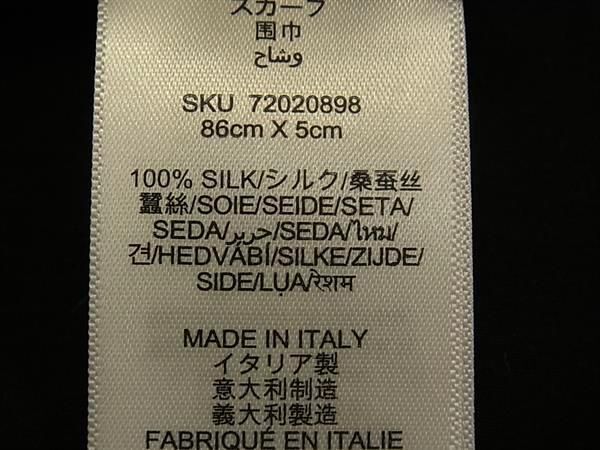 スカーフ
围巾
وشاح
SKU 72020898
86cm X 5cm
100% SILK/シルク/桑蚕丝
蠶絲/SOIE/SEIDE/SETA/
SEDA/حرير/SEDA/ไหม/
견/HEDVÁBÍ/SILKE/ZIJDE/
SIDE/LỤA/रेशम
MADE IN ITALY
イタリア製
意大利制造
義大利製造
FABRIQUÉ EN ITALIE